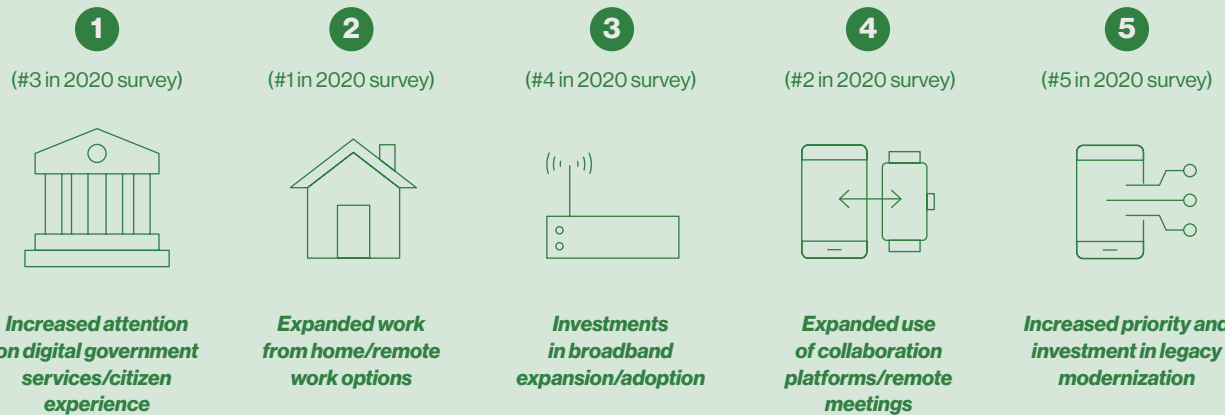 1
(#3 in 2020 survey)
Increased attention
on digital government
services/citizen
experience
2
(#1 in 2020 survey)
Expanded work
from home/remote
work options
3
(#4 in 2020 survey)
Investments
in broadband
expansion/adoption
4
(#2 in 2020 survey)
Expanded use
of collaboration
platforms/remote
meetings
5
(#5 in 2020 survey)
Increased priority and
investment in legacy
modernization